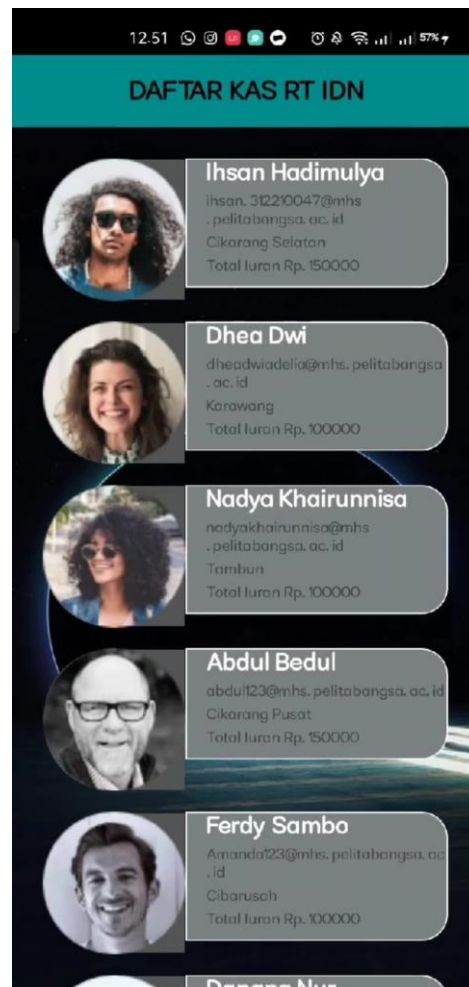 12.51
57%
DAFTAR KAS RT IDN
Ihsan Hadimulya
ihsan. 312210047@mhs
. pelitabangsa. ac. id
Cikarang Selatan
Total Iuran Rp. 150000
Dhea Dwi
dheadwiadelia@mhs. pelitabangsa
. ac. id
Karawang
Total Iuran Rp. 100000
Nadya Khairunnisa
nadyakhairunnisa@mhs
. pelitabangsa. ac. id
Tambun
Total Iuran Rp. 100000
Abdul Bedul
abdul123@mhs. pelitabangsa. ac. id
Cikarang Pusat
Total Iuran Rp. 150000
Ferdy Sambo
Amanda123@mhs. pelitabangsa. ac
. id
Cibarusah
Total Iuran Rp. 100000